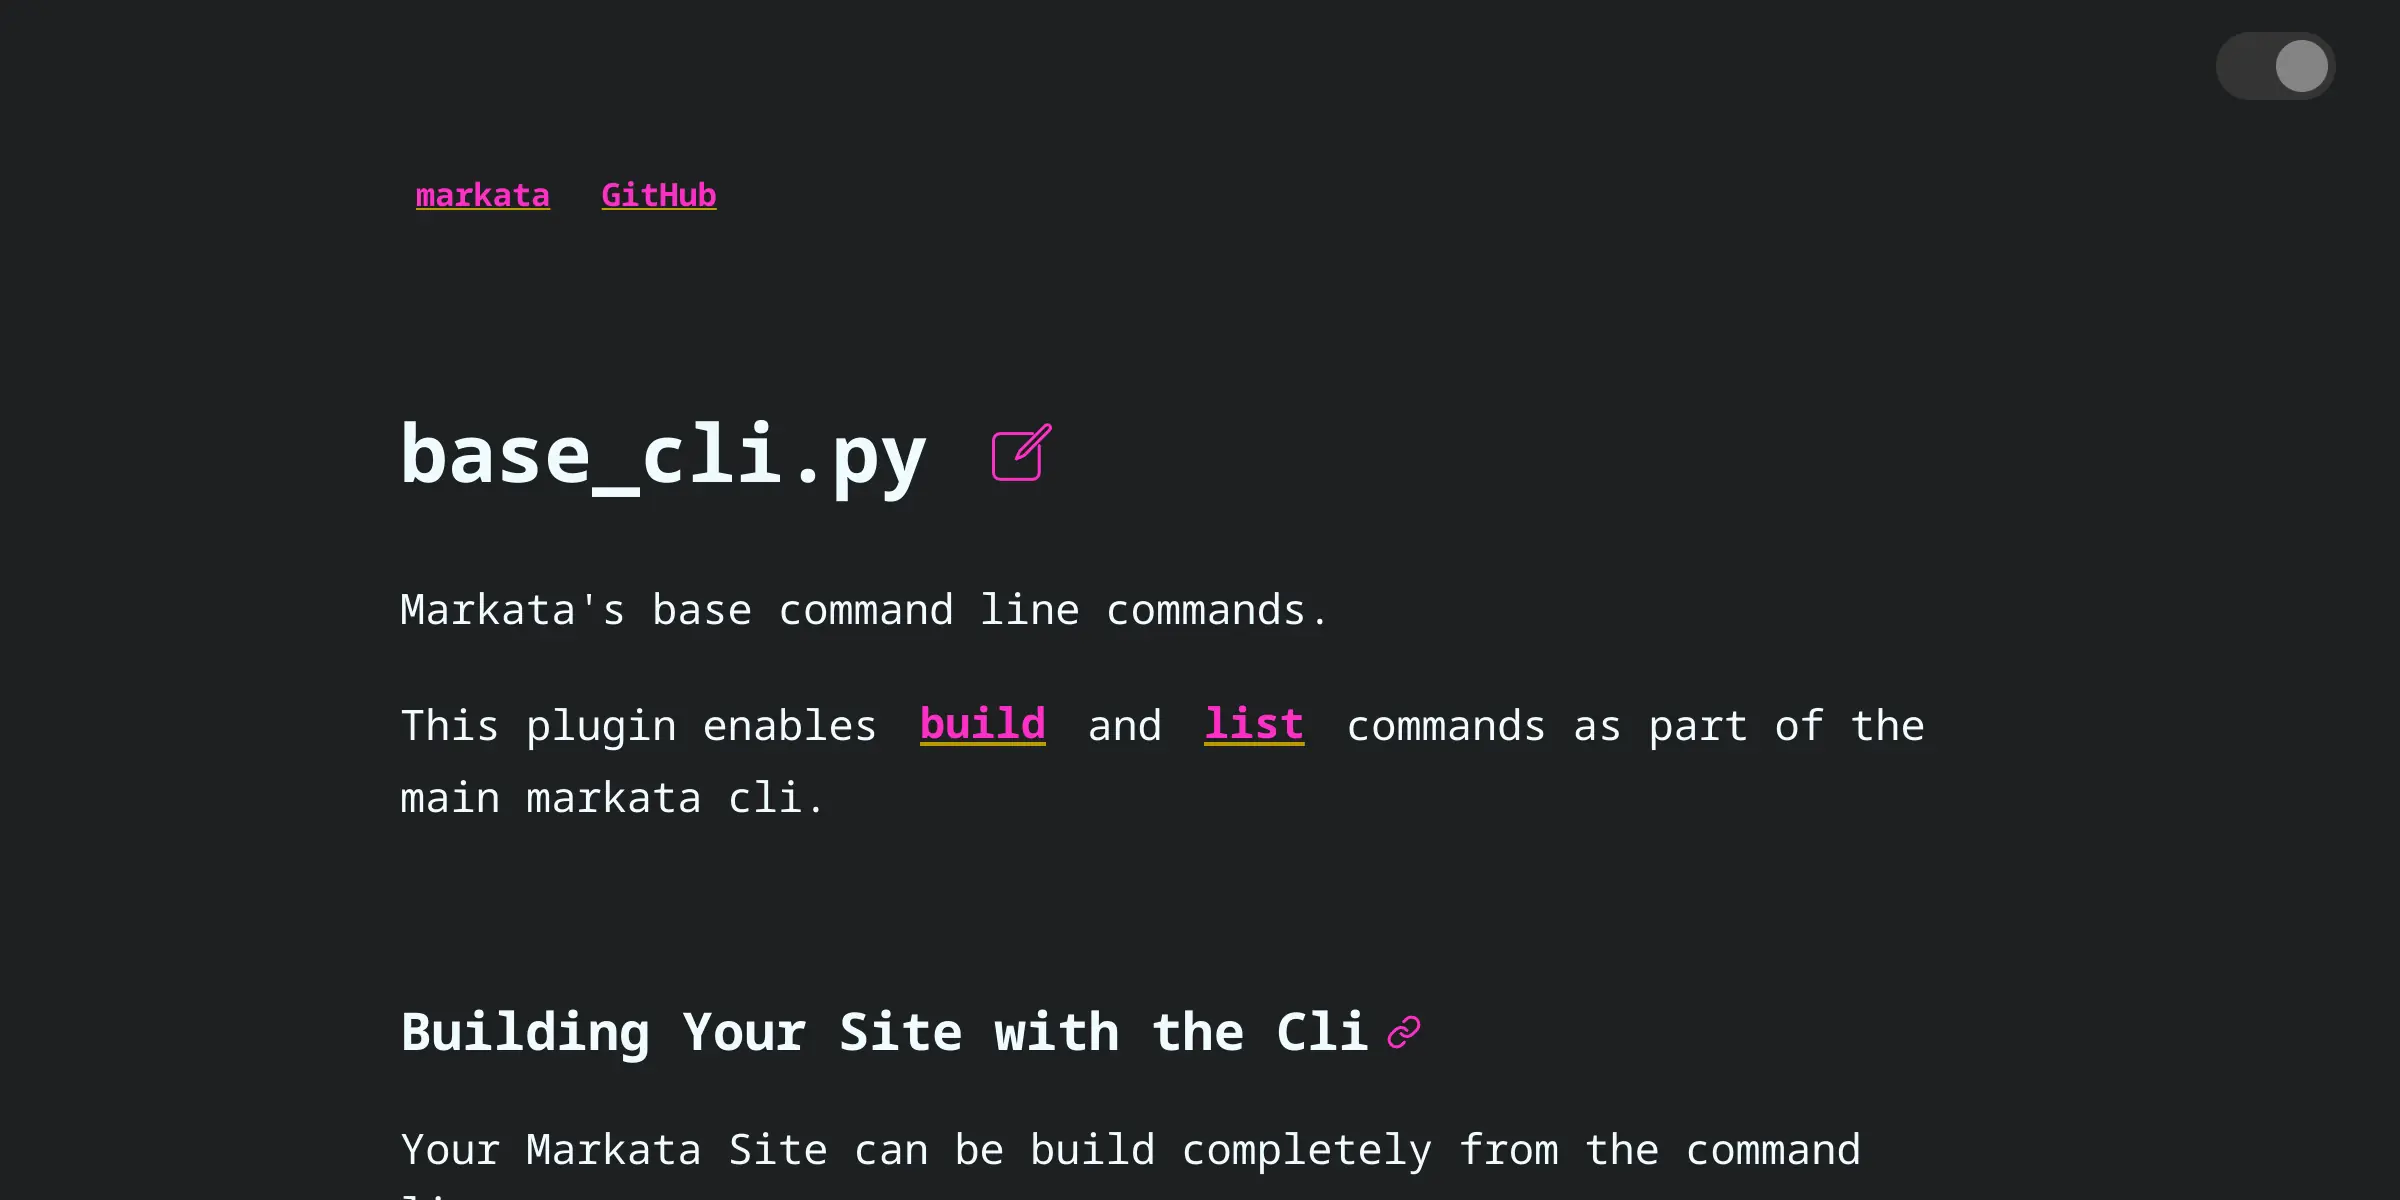 markata GitHub
base_cli.py
Markata's base command line commands.
This plugin enables build and list commands as part of the
main markata cli.
Building Your Site with the Cli
Your Markata Site can be build completely from the command